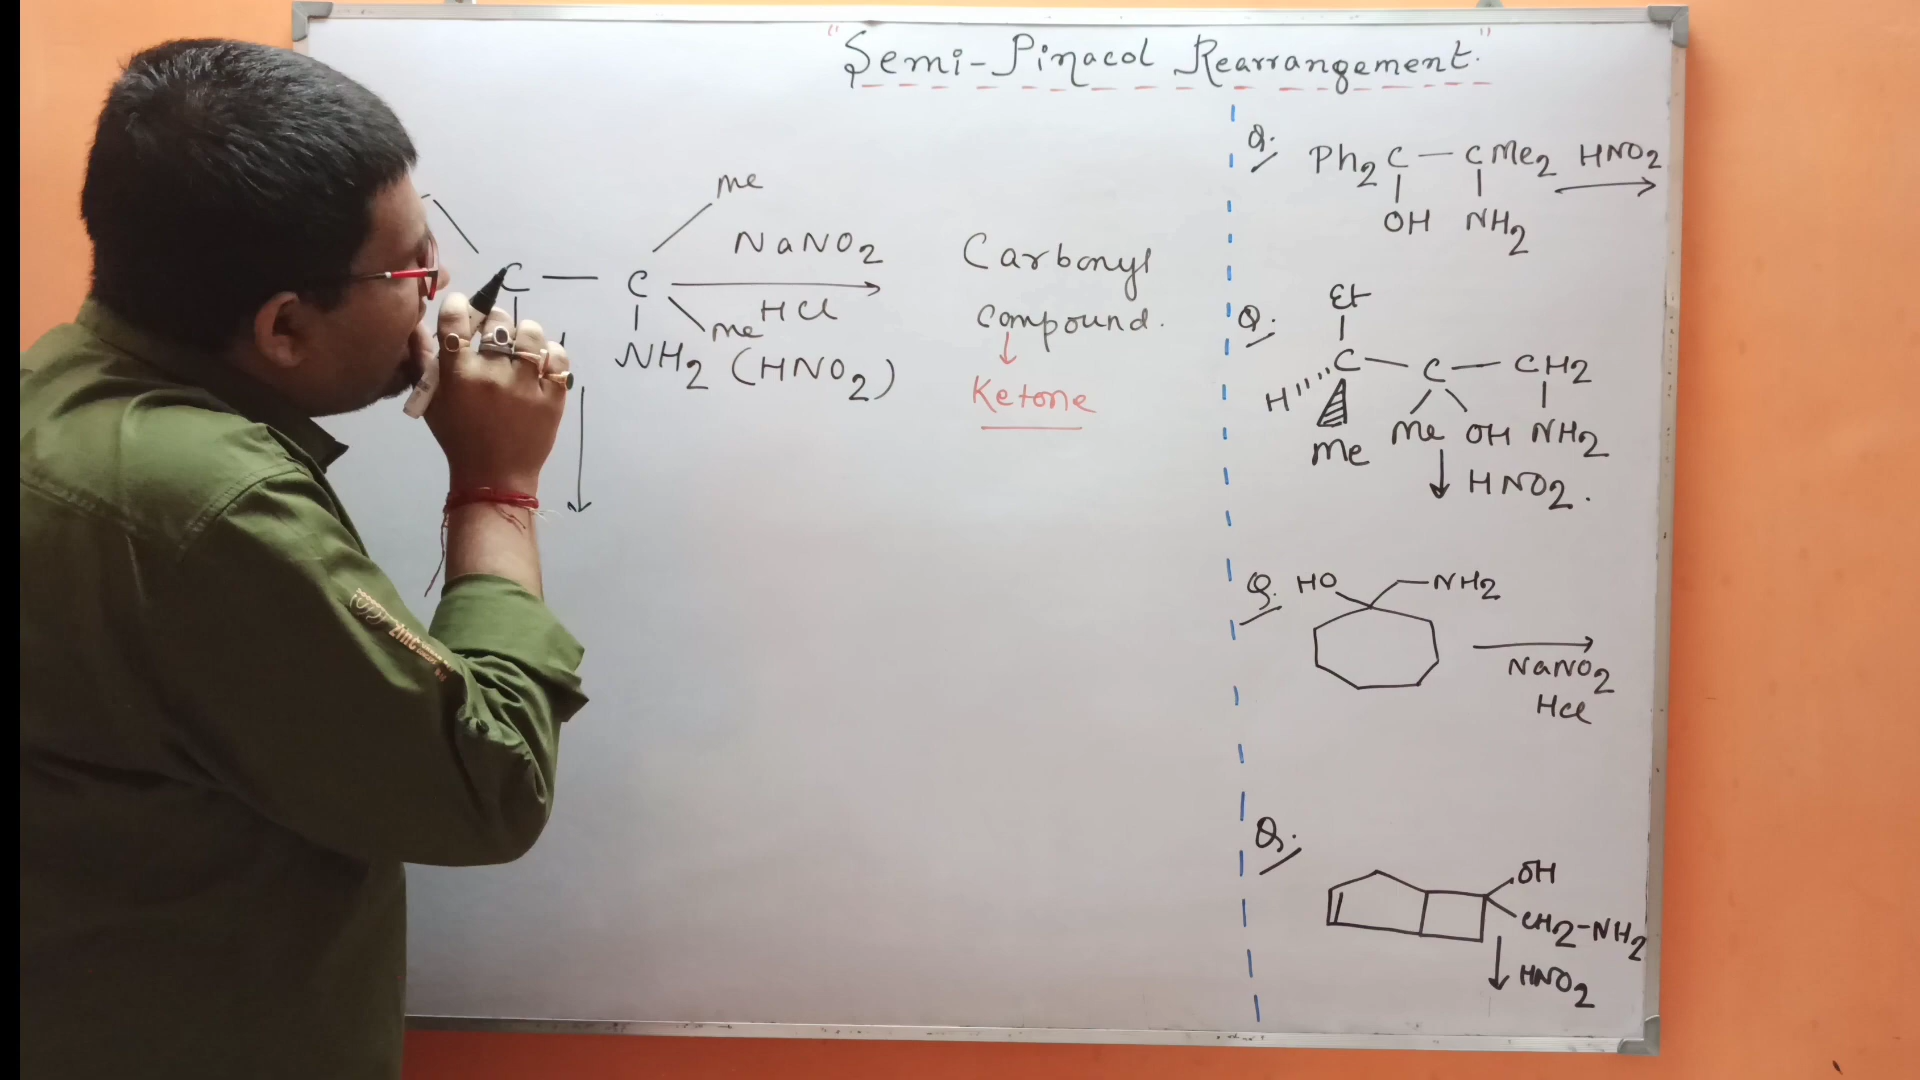 "Semi-Pinacol Rearrangement."
Me
C — C
NaNO2
HCl
Me
NH2 (HNO2)
Carbonyl
Compound.
Ketone
Q. Ph2C — CMe2 HNO2
OH NH2
Q. Et
C — C — CH2
H Me Me OH NH2
HNO2.
Q. HO NH2
NaNO2
HCl
Q.
OH
CH2-NH2
HNO2